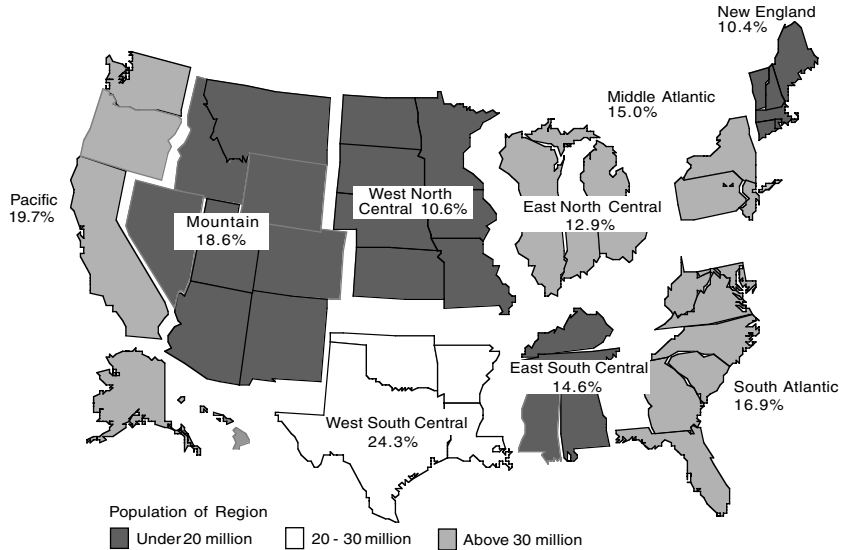 New England
10.4%
Middle Atlantic
15.0%
Pacific
19.7%
Mountain
18.6%
West North
Central 10.6%
East North Central
12.9%
East South Central
14.6%
South Atlantic
16.9%
West South Central
24.3%
Population of Region
Under 20 million
20 - 30 million
Above 30 million